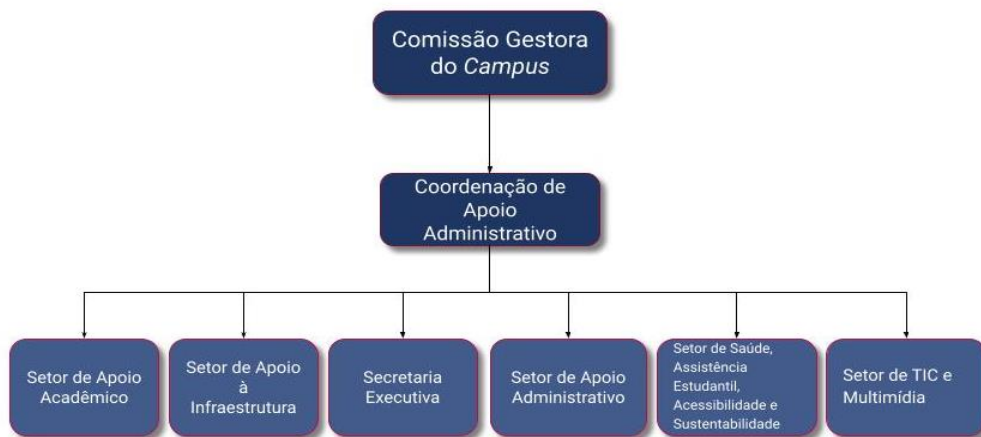 Comissão Gestora
do Campus
Coordenação de
Apoio
Administrativo
Setor de Apoio
Acadêmico
Setor de Apoio
à
Infraestrutura
Secretaria
Executiva
Setor de Apoio
Administrativo
Setor de Saúde,
Assistência
Estudantil,
Acessibilidade e
Sustentabilidade
Setor de TIC e
Multimídia